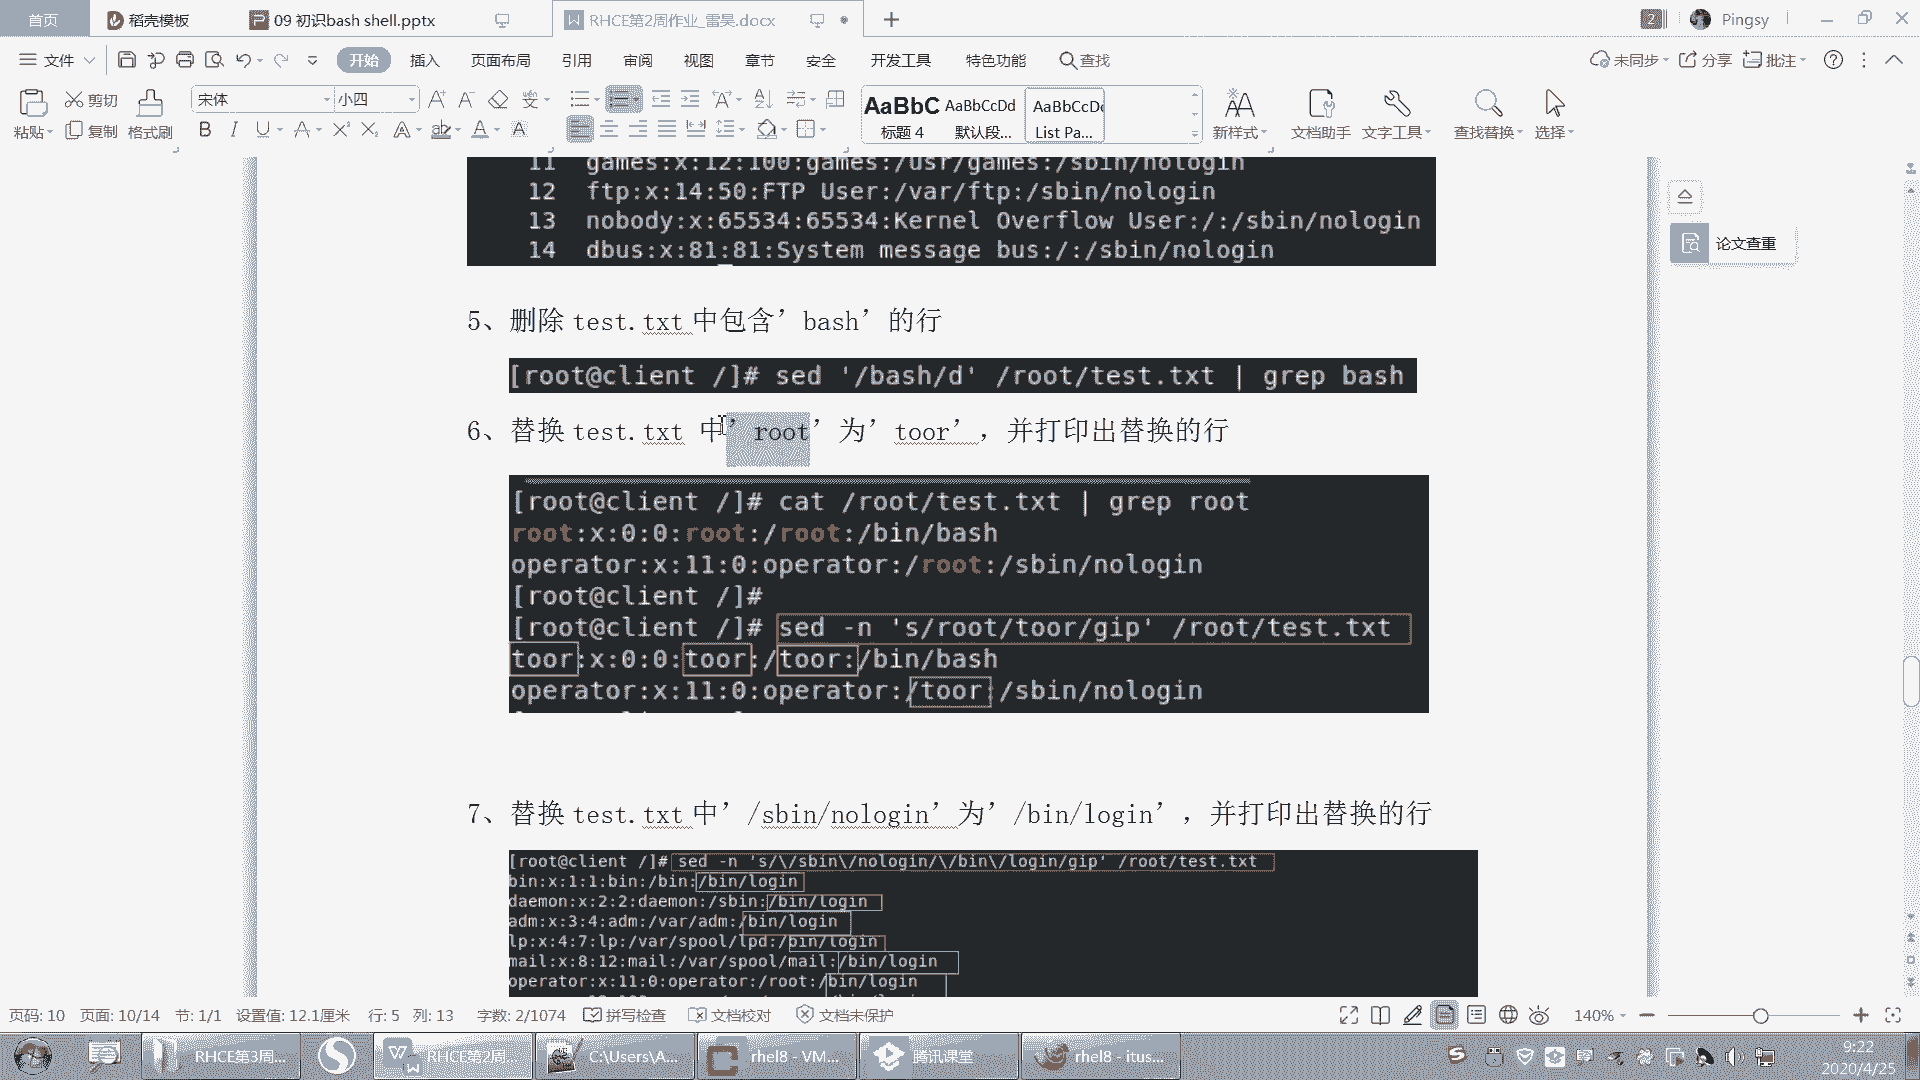 首页
稻壳模板
09 初识bash shell.pptx
RHCE第2周作业_雷昊.docx
2
Pingsy
文件
开始
插入
页面布局
引用
审阅
视图
章节
安全
开发工具
特色功能
查找
未同步
分享
批注
粘贴
剪切
复制
格式刷
宋体
小四
AaBbC
标题 4
AaBbCcDd
默认段...
AaBbCcDd
List Pa...
新样式
文档助手
文字工具
查找替换
选择
论文查重
11 games:x:12:100:games:/usr/games:/sbin/nologin
12 ftp:x:14:50:FTP User:/var/ftp:/sbin/nologin
13 nobody:x:65534:65534:Kernel Overflow User:/:/sbin/nologin
14 dbus:x:81:81:System message bus:/:/sbin/nologin
5、删除 test.txt 中包含’bash’的行
[root@client /]# sed '/bash/d' /root/test.txt | grep bash
6、替换 test.txt 中’root’为’toor’，并打印出替换的行
[root@client /]# cat /root/test.txt | grep root
root:x:0:0:root:/root:/bin/bash
operator:x:11:0:operator:/root:/sbin/nologin
[root@client /]#
[root@client /]# sed -n 's/root/toor/gip' /root/test.txt
toor:x:0:0:toor:/toor:/bin/bash
operator:x:11:0:operator:/toor:/sbin/nologin
7、替换 test.txt 中’/sbin/nologin’为’/bin/login’，并打印出替换的行
[root@client /]# sed -n 's/\/sbin\/nologin/\/bin\/login/gip' /root/test.txt
bin:x:1:1:bin:/bin:/bin/login
daemon:x:2:2:daemon:/sbin:/bin/login
adm:x:3:4:adm:/var/adm:/bin/login
lp:x:4:7:lp:/var/spool/lpd:/bin/login
mail:x:8:12:mail:/var/spool/mail:/bin/login
operator:x:11:0:operator:/root:/bin/login
页码: 10
页面: 10/14
节: 1/1
设置值: 12.1厘米
行: 5
列: 13
字数: 2/1074
拼写检查
文档校对
文档未保护
140%
RHCE第3周...
RHCE第2周...
C:\Users\A...
rhel8 - VM...
腾讯课堂
rhel8 - itus...
9:22
2020/4/25